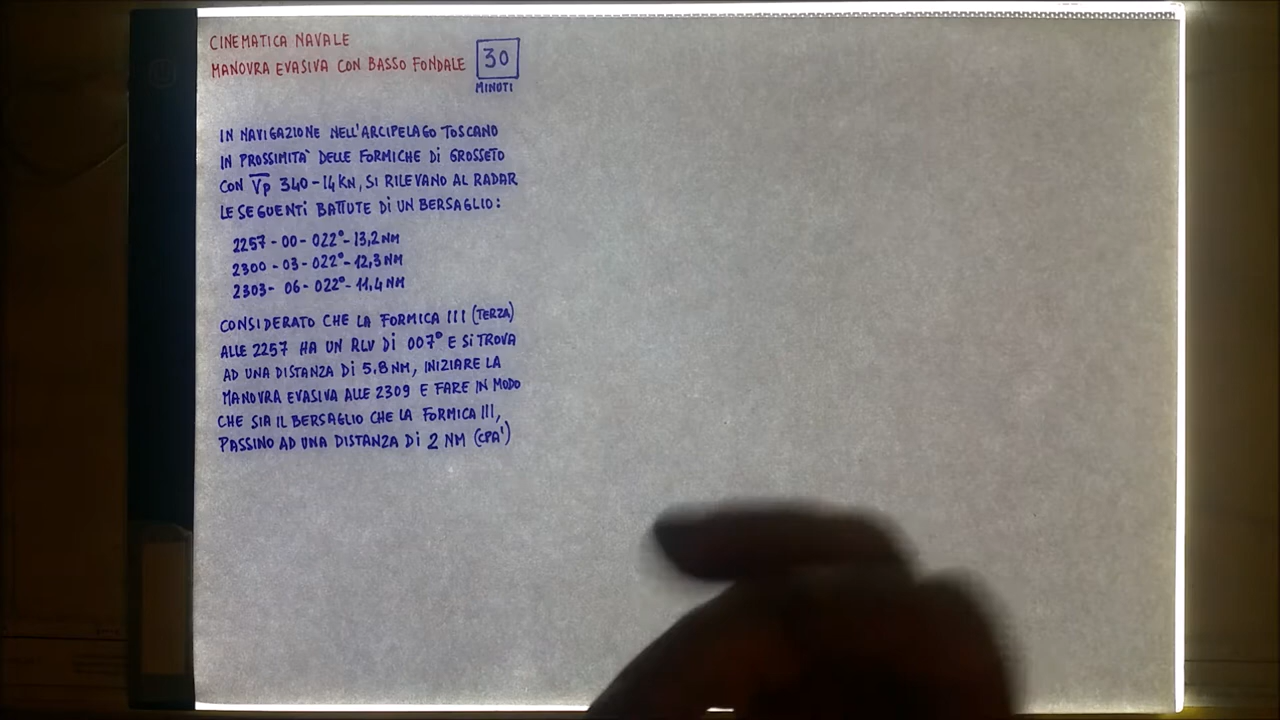 CINEMATICA NAVALE
MANOVRA EVASIVA CON BASSO FONDALE
30
MINUTI
IN NAVIGAZIONE NELL'ARCIPELAGO TOSCANO
IN PROSSIMITA' DELLE FORMICHE Di GROSSETO
CON Vp 340-14 KN, SI RILEVANO AL RADAR
LE SEGUENTi BATTUTE Di UN BERSAGLIO:
2257 - 00 - 022° - 13,2 NM
2300 - 03 - 022° - 12,3 NM
2303 - 06 - 022° - 11,4 NM
CONSIDERATO CHE LA FORMICA III (TERZA)
ALLE 2257 HA UN RLV Di 007° E Si TROVA
AD UNA DISTANZA Di 5.8 NM, INIZIARE LA
MANOVRA EVASIVA ALLE 2309 E FARE IN MODO
CHE SIA IL BERSAGLIO CHE LA FORMICA III,
PASSINO AD UNA DISTANZA Di 2 NM (CPA')